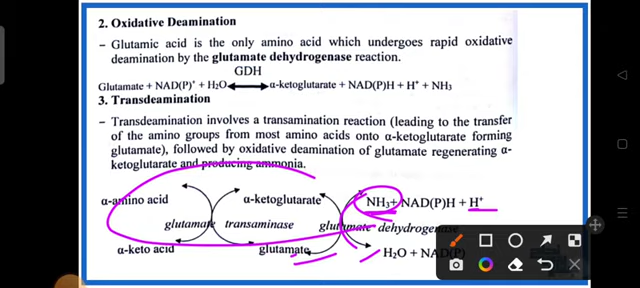 2. Oxidative Deamination
– Glutamic acid is the only amino acid which undergoes rapid oxidative
deamination by the glutamate dehydrogenase reaction.
GDH
Glutamate + NAD(P)⁺ + H₂O ⟷ α-ketoglutarate + NAD(P)H + H⁺ + NH₃
3. Transdeamination
– Transdeamination involves a transamination reaction (leading to the transfer
of the amino groups from most amino acids onto α-ketoglutarate forming
glutamate), followed by oxidative deamination of glutamate regenerating α-
ketoglutarate and producing ammonia.
α-amino acid α-ketoglutarate NH₃+ NAD(P)H + H⁺
glutamate transaminase glutamate dehydrogenase
α-keto acid glutamate H₂O + NAD(P)